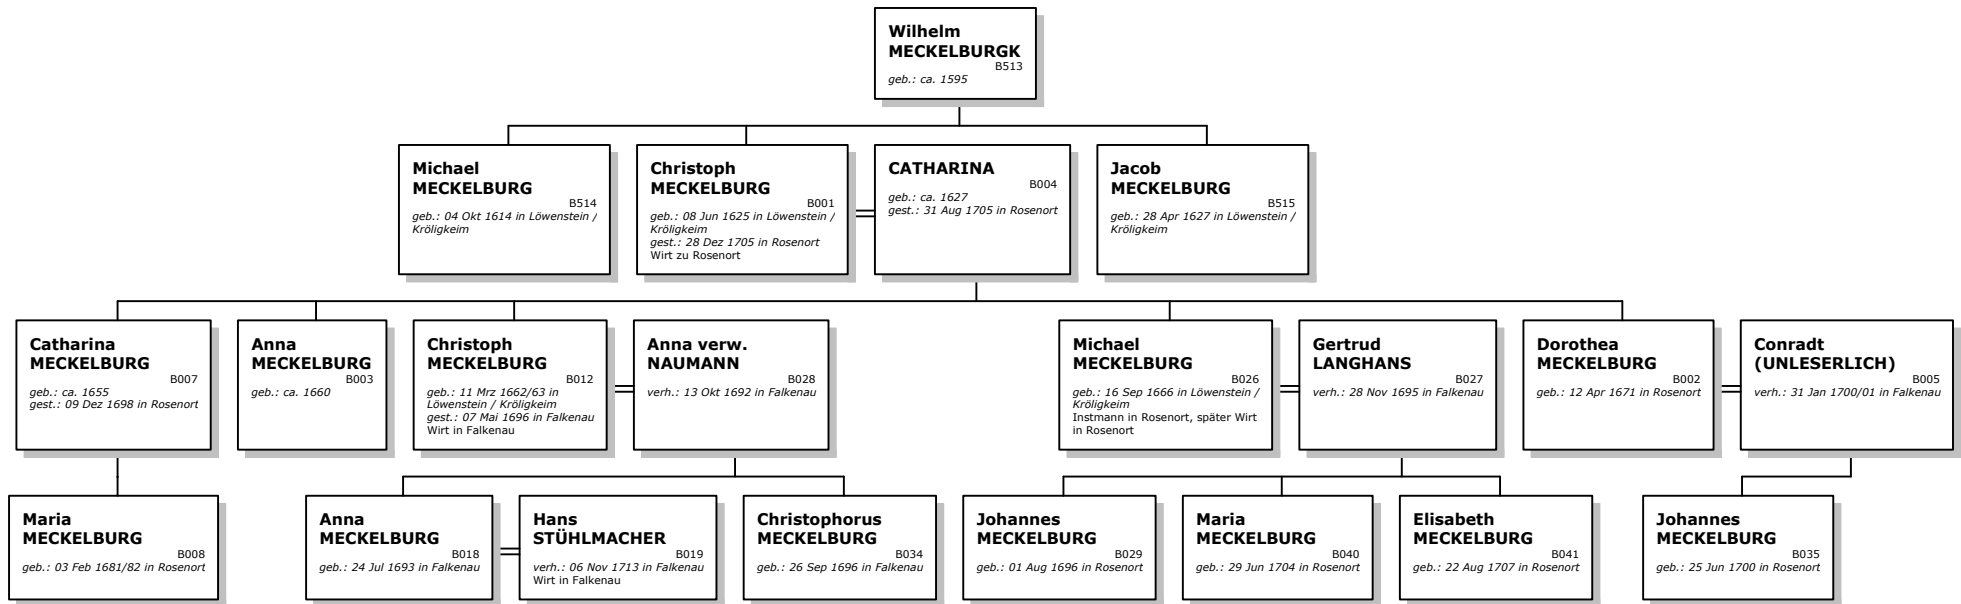 Wilhelm
MECKELBURGK
B513
geb.: ca. 1595
Michael
MECKELBURG
B514
geb.: 04 Okt 1614 in Löwenstein /
Kröligkeim
Christoph
MECKELBURG
B001
geb.: 08 Jun 1625 in Löwenstein /
Kröligkeim
gest.: 28 Dez 1705 in Rosenort
Wirt zu Rosenort
CATHARINA
B004
geb.: ca. 1627
gest.: 31 Aug 1705 in Rosenort
Jacob
MECKELBURG
B515
geb.: 28 Apr 1627 in Löwenstein /
Kröligkeim
Catharina
MECKELBURG
B007
geb.: ca. 1655
gest.: 09 Dez 1698 in Rosenort
Anna
MECKELBURG
B003
geb.: ca. 1660
Christoph
MECKELBURG
B012
geb.: 11 Mrz 1662/63 in
Löwenstein / Kröligkeim
gest.: 07 Mai 1696 in Falkenau
Wirt in Falkenau
Anna verw.
NAUMANN
B028
verh.: 13 Okt 1692 in Falkenau
Michael
MECKELBURG
B026
geb.: 16 Sep 1666 in Löwenstein /
Kröligkeim
Instmann in Rosenort, später Wirt
in Rosenort
Gertrud
LANGHANS
B027
verh.: 28 Nov 1695 in Falkenau
Dorothea
MECKELBURG
B002
geb.: 12 Apr 1671 in Rosenort
Conradt
(UNLESERLICH)
B005
verh.: 31 Jan 1700/01 in Falkenau
Maria
MECKELBURG
B008
geb.: 03 Feb 1681/82 in Rosenort
Anna
MECKELBURG
B018
geb.: 24 Jul 1693 in Falkenau
Hans
STÜHLMACHER
B019
verh.: 06 Nov 1713 in Falkenau
Wirt in Falkenau
Christophorus
MECKELBURG
B034
geb.: 26 Sep 1696 in Falkenau
Johannes
MECKELBURG
B029
geb.: 01 Aug 1696 in Rosenort
Maria
MECKELBURG
B040
geb.: 29 Jun 1704 in Rosenort
Elisabeth
MECKELBURG
B041
geb.: 22 Aug 1707 in Rosenort
Johannes
MECKELBURG
B035
geb.: 25 Jun 1700 in Rosenort